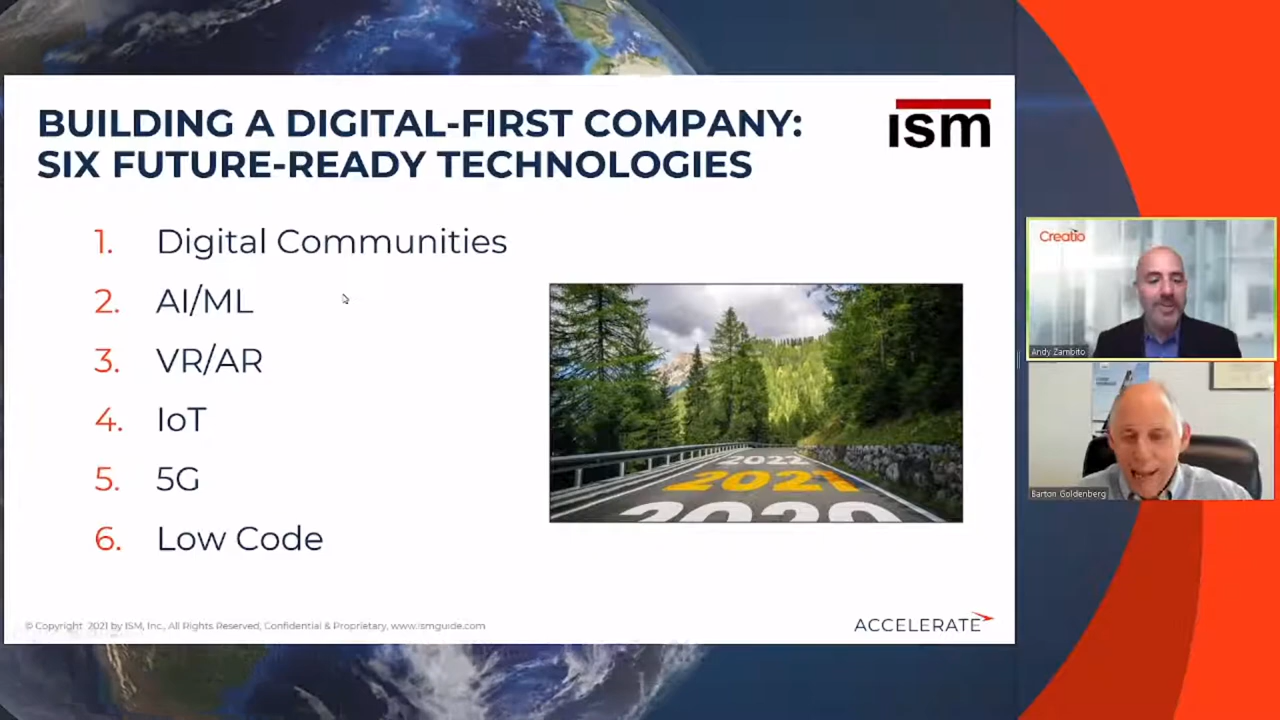 BUILDING A DIGITAL-FIRST COMPANY:
SIX FUTURE-READY TECHNOLOGIES
ism
1. Digital Communities
2. AI/ML
3. VR/AR
4. IoT
5. 5G
6. Low Code
2022
2021
2020
© Copyright 2021 by ISM, Inc., All Rights Reserved, Confidential & Proprietary, www.ismguide.com
ACCELERATE
Creatio
Andy Zambito
Barton Goldenberg